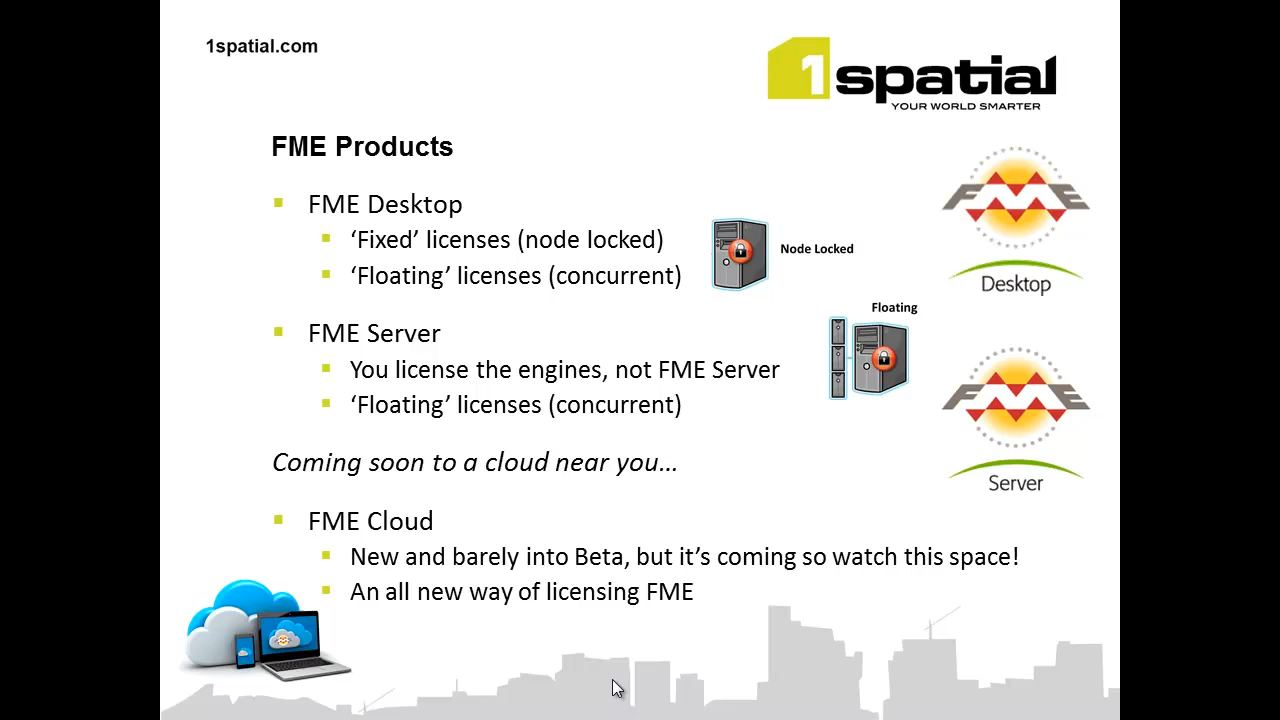 1spatial.com
1spatial
YOUR WORLD SMARTER
FME Products
FME Desktop
‘Fixed’ licenses (node locked)
‘Floating’ licenses (concurrent)
Node Locked
FME
Desktop
Floating
FME Server
You license the engines, not FME Server
‘Floating’ licenses (concurrent)
FME
Server
Coming soon to a cloud near you...
FME Cloud
New and barely into Beta, but it’s coming so watch this space!
An all new way of licensing FME